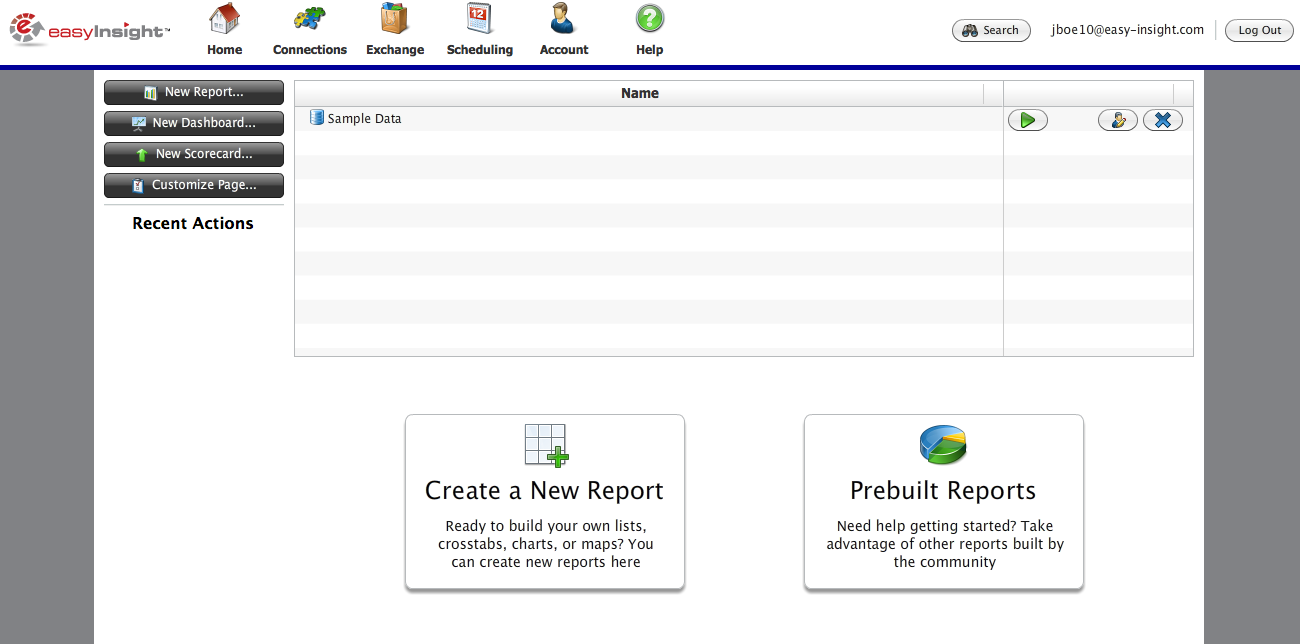 easyInsight™
12
Home
Connections
Exchange
Scheduling
Account
? Help
Search
jboe10@easy-insight.com
Log Out
New Report...
New Dashboard...
New Scorecard...
Customize Page...
Recent Actions
Name
Sample Data
Create a New Report
Ready to build your own lists,
crosstabs, charts, or maps? You
can create new reports here
Prebuilt Reports
Need help getting started? Take
advantage of other reports built by
the community